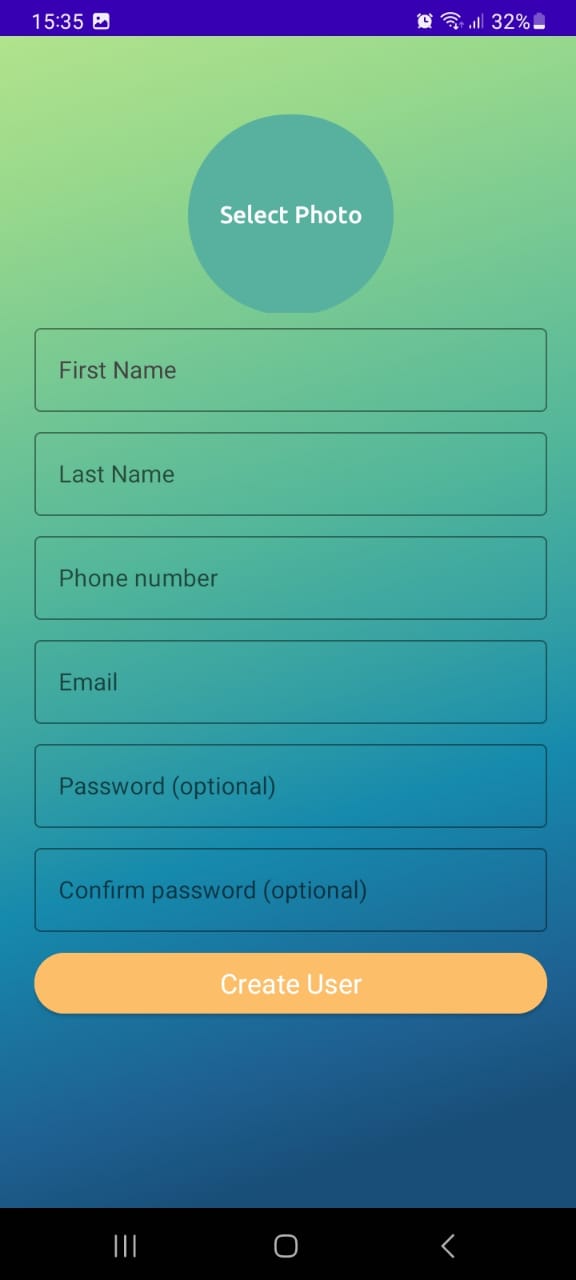 15:35 32%
Select Photo
First Name
Last Name
Phone number
Email
Password (optional)
Confirm password (optional)
Create User